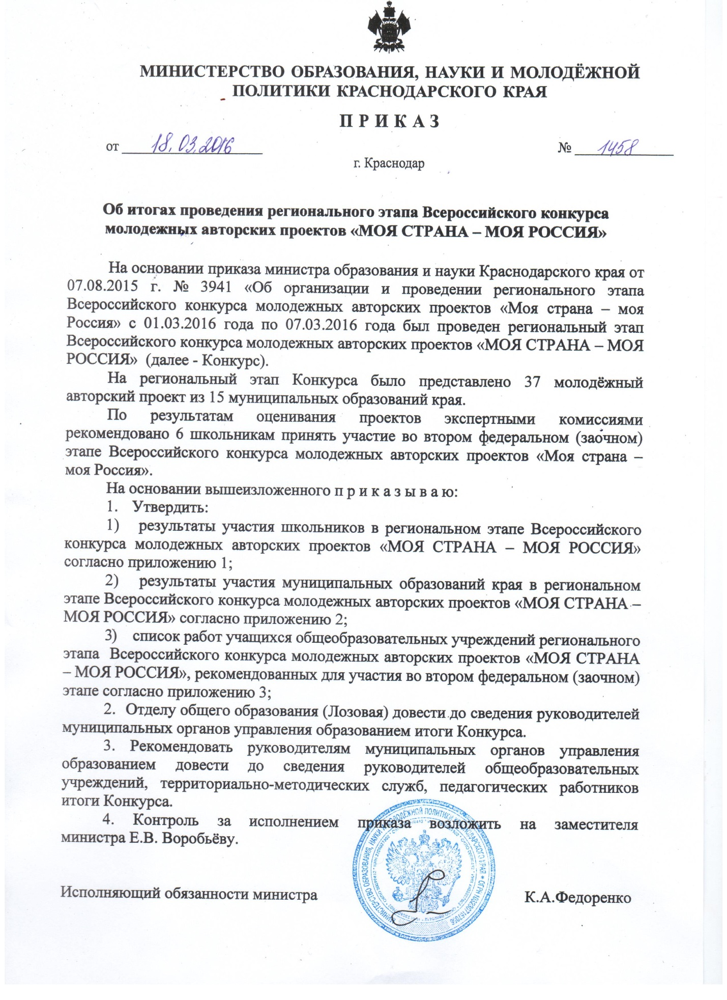 МИНИСТЕРСТВО ОБРАЗОВАНИЯ, НАУКИ И МОЛОДЁЖНОЙ
ПОЛИТИКИ КРАСНОДАРСКОГО КРАЯ
П Р И К А З
от 18.03.2016 № 1458
г. Краснодар
Об итогах проведения регионального этапа Всероссийского конкурса
молодежных авторских проектов «МОЯ СТРАНА – МОЯ РОССИЯ»
На основании приказа министра образования и науки Краснодарского края от
07.08.2015 г. № 3941 «Об организации и проведении регионального этапа
Всероссийского конкурса молодежных авторских проектов «Моя страна – моя
Россия» с 01.03.2016 года по 07.03.2016 года был проведен региональный этап
Всероссийского конкурса молодежных авторских проектов «МОЯ СТРАНА – МОЯ
РОССИЯ» (далее - Конкурс).
На региональный этап Конкурса было представлено 37 молодёжный
авторский проект из 15 муниципальных образований края.
По результатам оценивания проектов экспертными комиссиями
рекомендовано 6 школьникам принять участие во втором федеральном (заочном)
этапе Всероссийского конкурса молодежных авторских проектов «Моя страна –
моя Россия».
На основании вышеизложенного п р и к а з ы в а ю:
1. Утвердить:
1) результаты участия школьников в региональном этапе Всероссийского
конкурса молодежных авторских проектов «МОЯ СТРАНА – МОЯ РОССИЯ»
согласно приложению 1;
2) результаты участия муниципальных образований края в региональном
этапе Всероссийского конкурса молодежных авторских проектов «МОЯ СТРАНА –
МОЯ РОССИЯ» согласно приложению 2;
3) список работ учащихся общеобразовательных учреждений регионального
этапа Всероссийского конкурса молодежных авторских проектов «МОЯ СТРАНА
– МОЯ РОССИЯ», рекомендованных для участия во втором федеральном (заочном)
этапе согласно приложению 3;
2. Отделу общего образования (Лозовая) довести до сведения руководителей
муниципальных органов управления образованием итоги Конкурса.
3. Рекомендовать руководителям муниципальных органов управления
образованием довести до сведения руководителей общеобразовательных
учреждений, территориально-методических служб, педагогических работников
итоги Конкурса.
4. Контроль за исполнением приказа возложить на заместителя
министра Е.В. Воробьёву.
МИНИСТЕРСТВО ОБРАЗОВАНИЯ, НАУКИ И МОЛОДЁЖНОЙ ПОЛИТИКИ КРАСНОДАРСКОГО КРАЯ * ОГРН 1032307167056
Исполняющий обязанности министра К.А.Федоренко